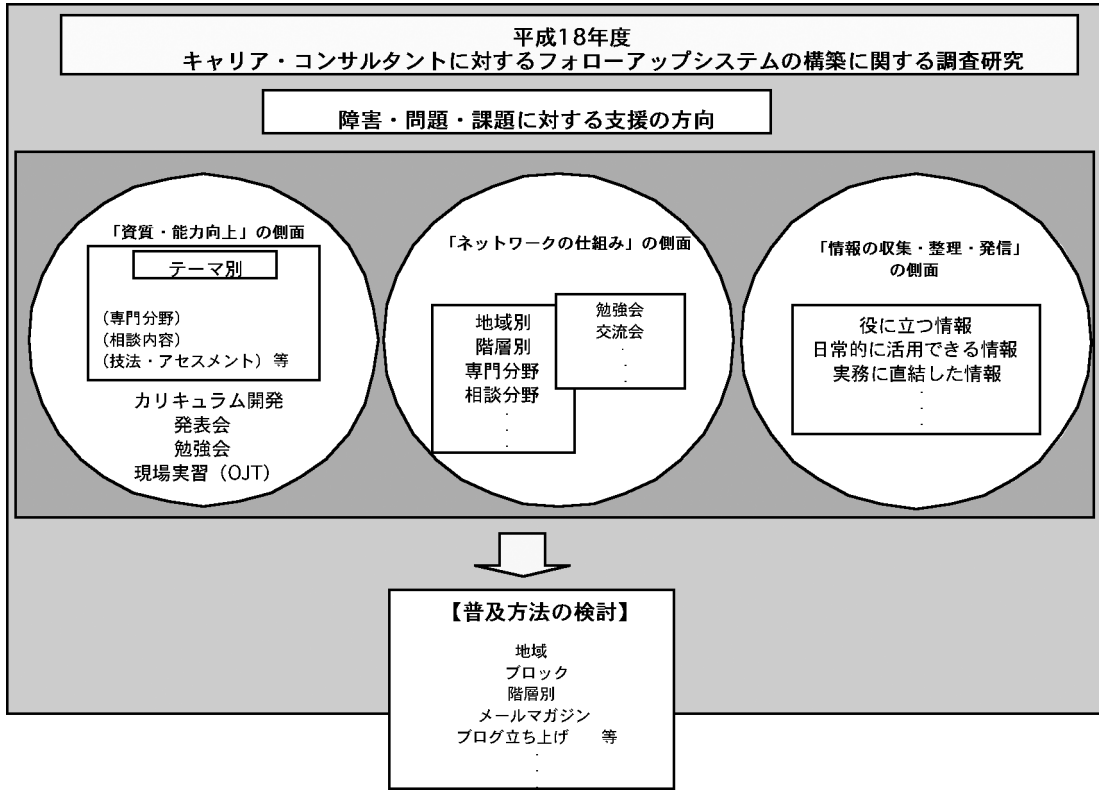 平成18年度
キャリア・コンサルタントに対するフォローアップシステムの構築に関する調査研究
障害・問題・課題に対する支援の方向
「資質・能力向上」の側面
テーマ別
(専門分野)
(相談内容)
(技法・アセスメント) 等
カリキュラム開発
発表会
勉強会
現場実習（OJT）
「ネットワークの仕組み」の側面
地域別
階層別
専門分野
相談分野
.
.
.
勉強会
交流会
.
.
.
「情報の収集・整理・発信」
の側面
役に立つ情報
日常的に活用できる情報
実務に直結した情報
.
.
.
【普及方法の検討】
地域
ブロック
階層別
メールマガジン
ブログ立ち上げ　等
.
.
.